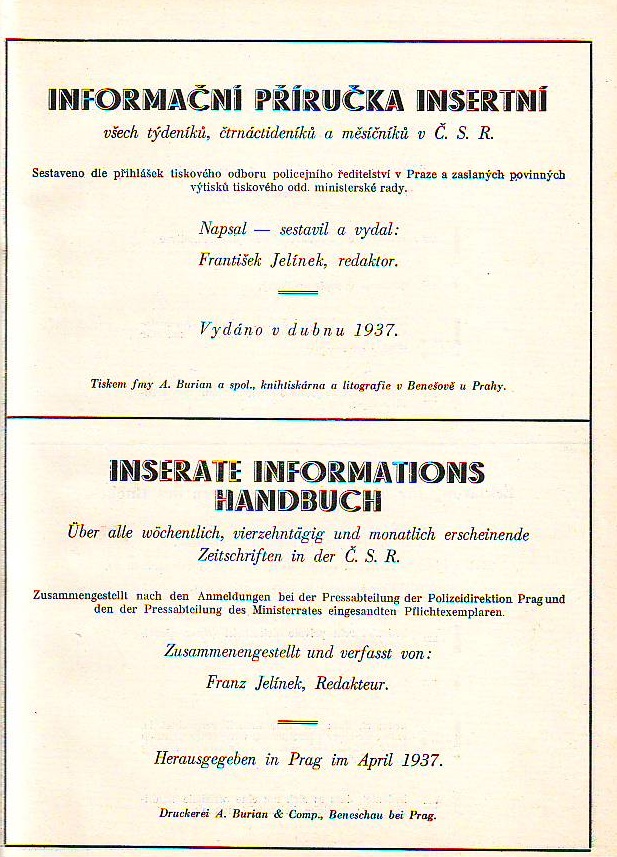 INFORMAČNÍ PŘÍRUČKA INSERTNÍ
všech týdeníků, čtrnáctideníků a měsíčníků v Č. S. R.
Sestaveno dle přihlášek tiskového odboru policejního ředitelství v Praze a zaslaných povinných
výtisků tiskového odd. ministerské rady.
Napsal — sestavil a vydal:
František Jelínek, redaktor.
Vydáno v dubnu 1937.
Tiskem fmy A. Burian a spol., knihtiskárna a litografie v Benešově u Prahy.
INSERATE INFORMATIONS
HANDBUCH
Über alle wöchentlich, vierzehntägig und monatlich erscheinende
Zeitschriften in der Č. S. R.
Zusammengestellt nach den Anmeldungen bei der Pressabteilung der Polizeidirektion Prag und
den der Pressabteilung des Ministerrates eingesandten Pflichtexemplaren.
Zusammenengestellt und verfasst von:
Franz Jelínek, Redakteur.
Herausgegeben in Prag im April 1937.
Druckerei A. Burian & Comp., Beneschau bei Prag.